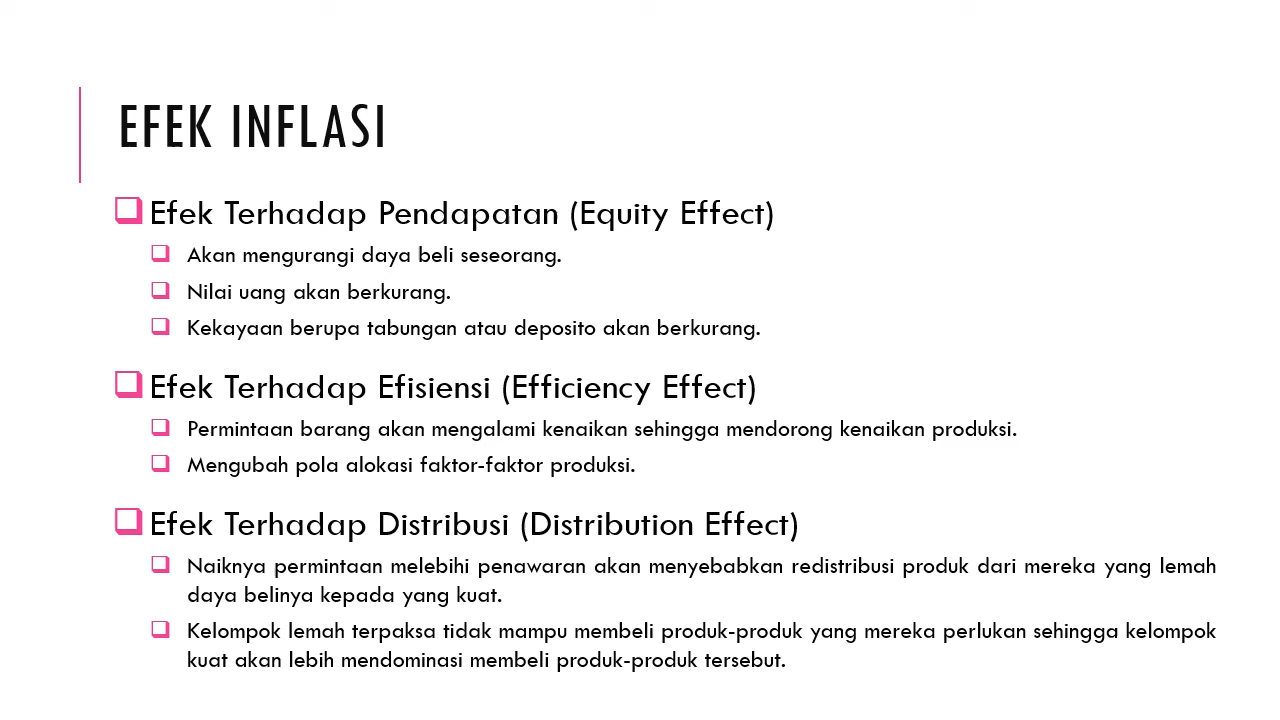 EFEK INFLASI
Efek Terhadap Pendapatan (Equity Effect)
Akan mengurangi daya beli seseorang.
Nilai uang akan berkurang.
Kekayaan berupa tabungan atau deposito akan berkurang.
Efek Terhadap Efisiensi (Efficiency Effect)
Permintaan barang akan mengalami kenaikan sehingga mendorong kenaikan produksi.
Mengubah pola alokasi faktor-faktor produksi.
Efek Terhadap Distribusi (Distribution Effect)
Naiknya permintaan melebihi penawaran akan menyebabkan redistribusi produk dari mereka yang lemah
daya belinya kepada yang kuat.
Kelompok lemah terpaksa tidak mampu membeli produk-produk yang mereka perlukan sehingga kelompok
kuat akan lebih mendominasi membeli produk-produk tersebut.